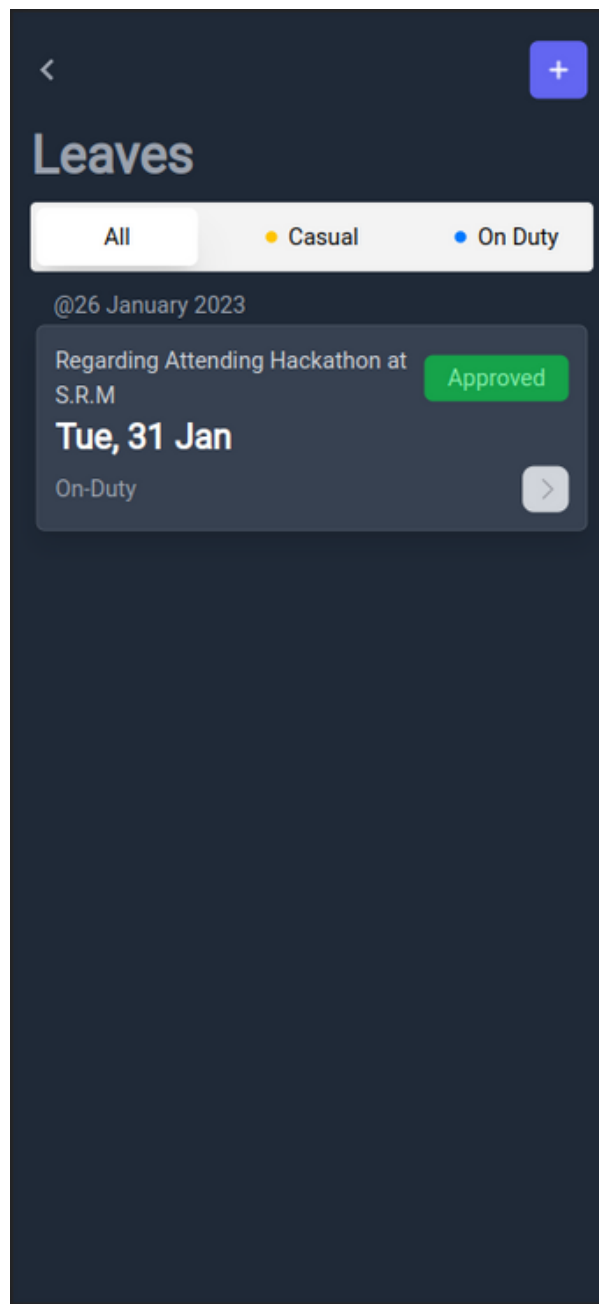 Leaves
All Casual On Duty
@26 January 2023
Regarding Attending Hackathon at
S.R.M
Approved
Tue, 31 Jan
On-Duty